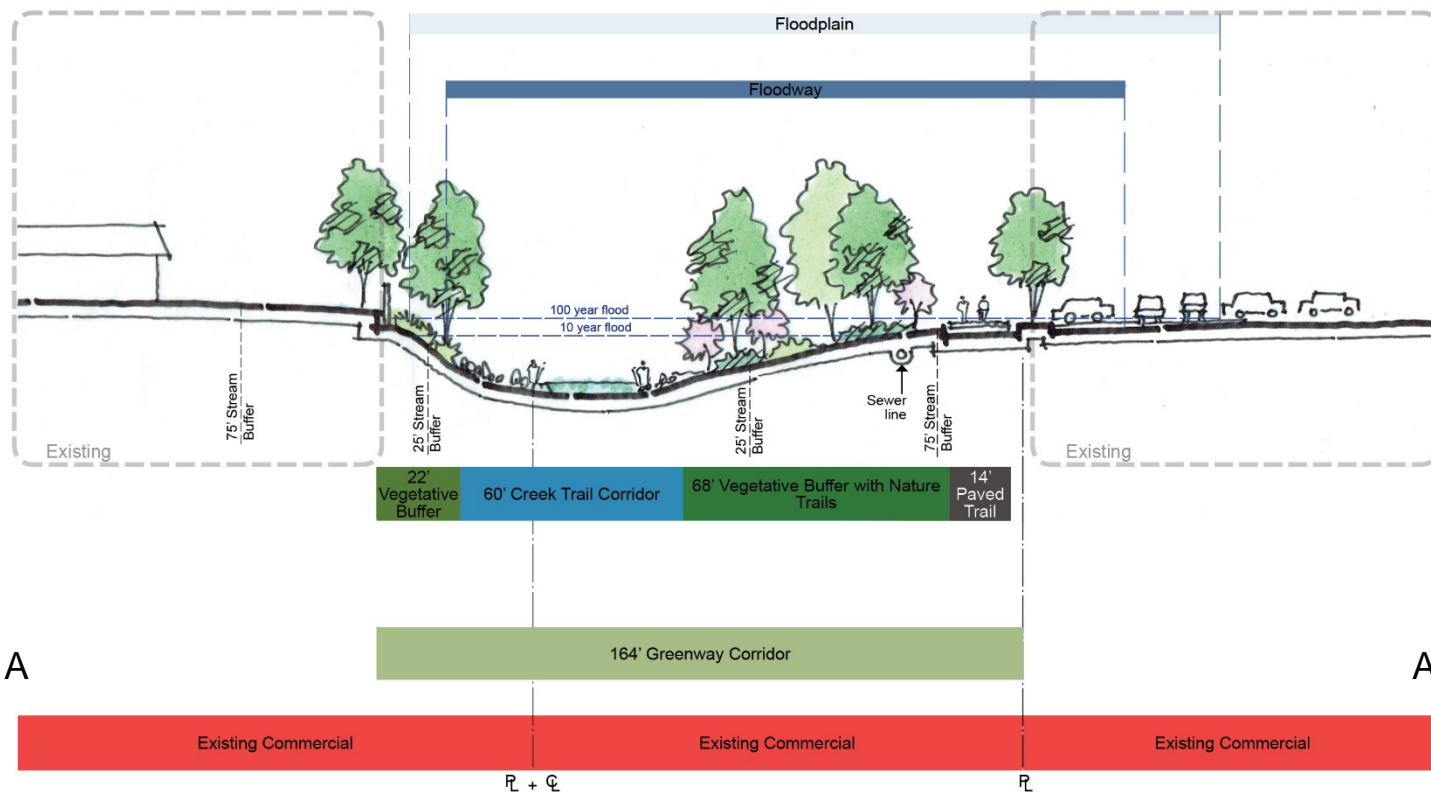 Floodplain
Floodway
100 year flood
10 year flood
75' Stream
Buffer
25' Stream
Buffer
25' Stream
Buffer
Sewer
line
75' Stream
Buffer
Existing
Existing
22'
Vegetative
Buffer
60' Creek Trail Corridor
68' Vegetative Buffer with Nature
Trails
14'
Paved
Trail
164' Greenway Corridor
A
A
Existing Commercial
Existing Commercial
Existing Commercial
PL + CL
PL